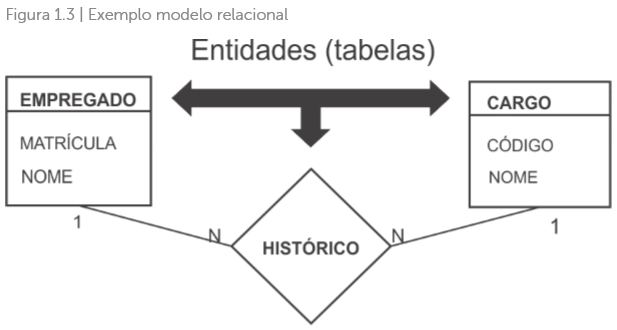 Figura 1.3 | Exemplo modelo relacional
Entidades (tabelas)
EMPREGADO
MATRÍCULA
NOME
CARGO
CÓDIGO
NOME
1
N
HISTÓRICO
N
1